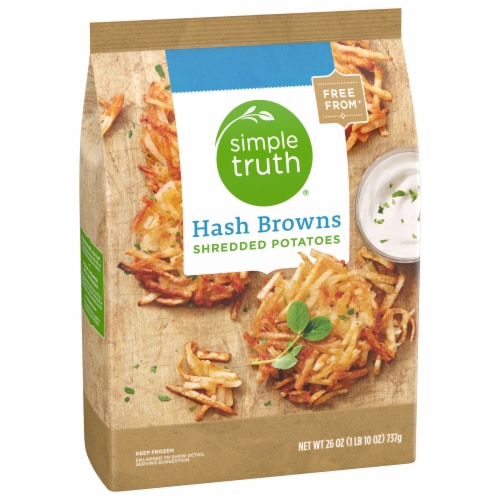 FREE
FROM*
simple
truth®
Hash Browns
SHREDDED POTATOES
KEEP FROZEN
ENLARGED TO SHOW DETAIL
SERVING SUGGESTION
NET WT 26 OZ (1 LB 10 OZ) 737g